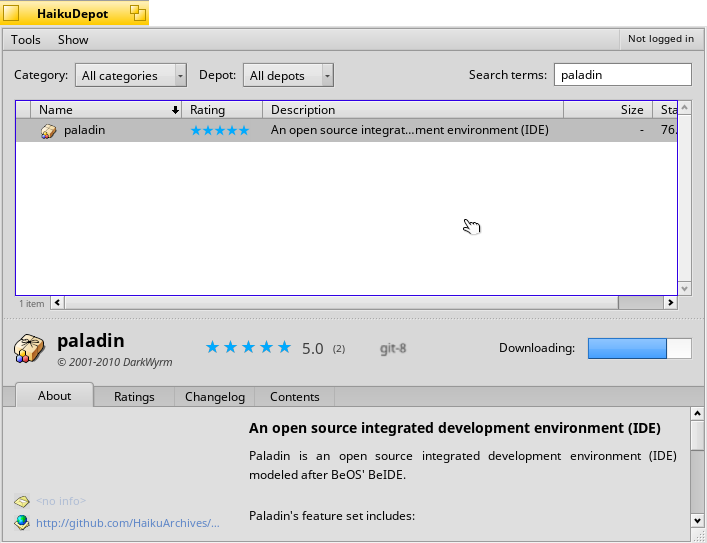 HaikuDepot
Tools Show Not logged in
Category: All categories Depot: All depots Search terms: paladin
Name Rating Description Size Sta
paladin An open source integrat...ment environment (IDE) - 76.
1 item
paladin
© 2001-2010 DarkWyrm
5.0 (2) git-8 Downloading:
About Ratings Changelog Contents
An open source integrated development environment (IDE)
Paladin is an open source integrated development environment (IDE)
modeled after BeOS' BeIDE.
<no info>
http://github.com/HaikuArchives/...
Paladin's feature set includes: